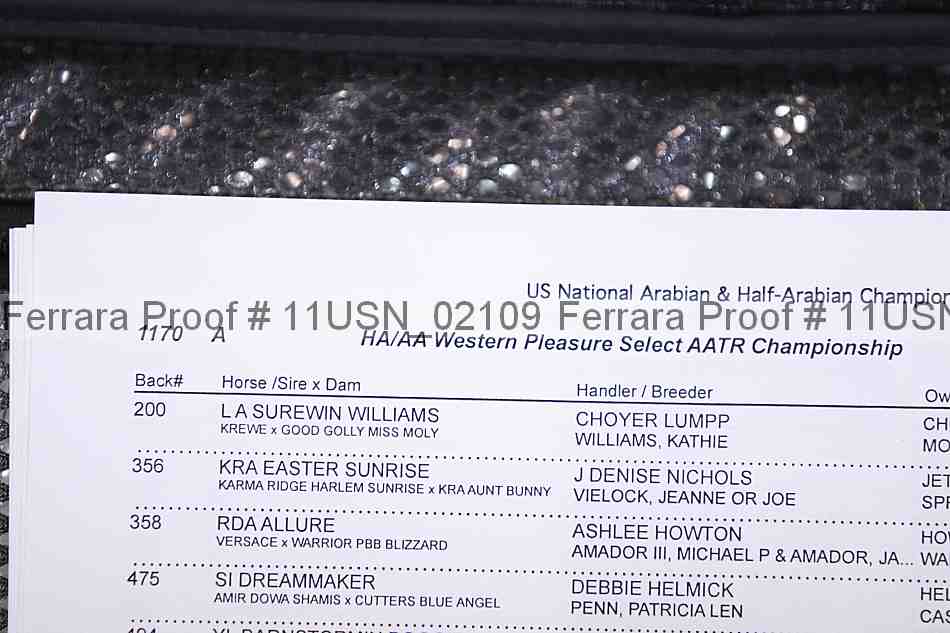 US National Arabian & Half-Arabian
Ferrara Proof # 11USN_02109 Ferrara Proof # 11USN
1170 A HA/AA Western Pleasure Select AATR Championship
Back# Horse /Sire x Dam Handler / Breeder
200 L A SUREWIN WILLIAMS CHOYER LUMPP CH
KREWE x GOOD GOLLY MISS MOLY WILLIAMS, KATHIE MO
356 KRA EASTER SUNRISE J DENISE NICHOLS JET
KARMA RIDGE HARLEM SUNRISE x KRA AUNT BUNNY VIELOCK, JEANNE OR JOE SPR
358 RDA ALLURE ASHLEE HOWTON HOW
VERSACE x WARRIOR PBB BLIZZARD AMADOR III, MICHAEL P & AMADOR, JA... WA
475 SI DREAMMAKER DEBBIE HELMICK HEL
AMIR DOWA SHAMIS x CUTTERS BLUE ANGEL PENN, PATRICIA LEN CAS